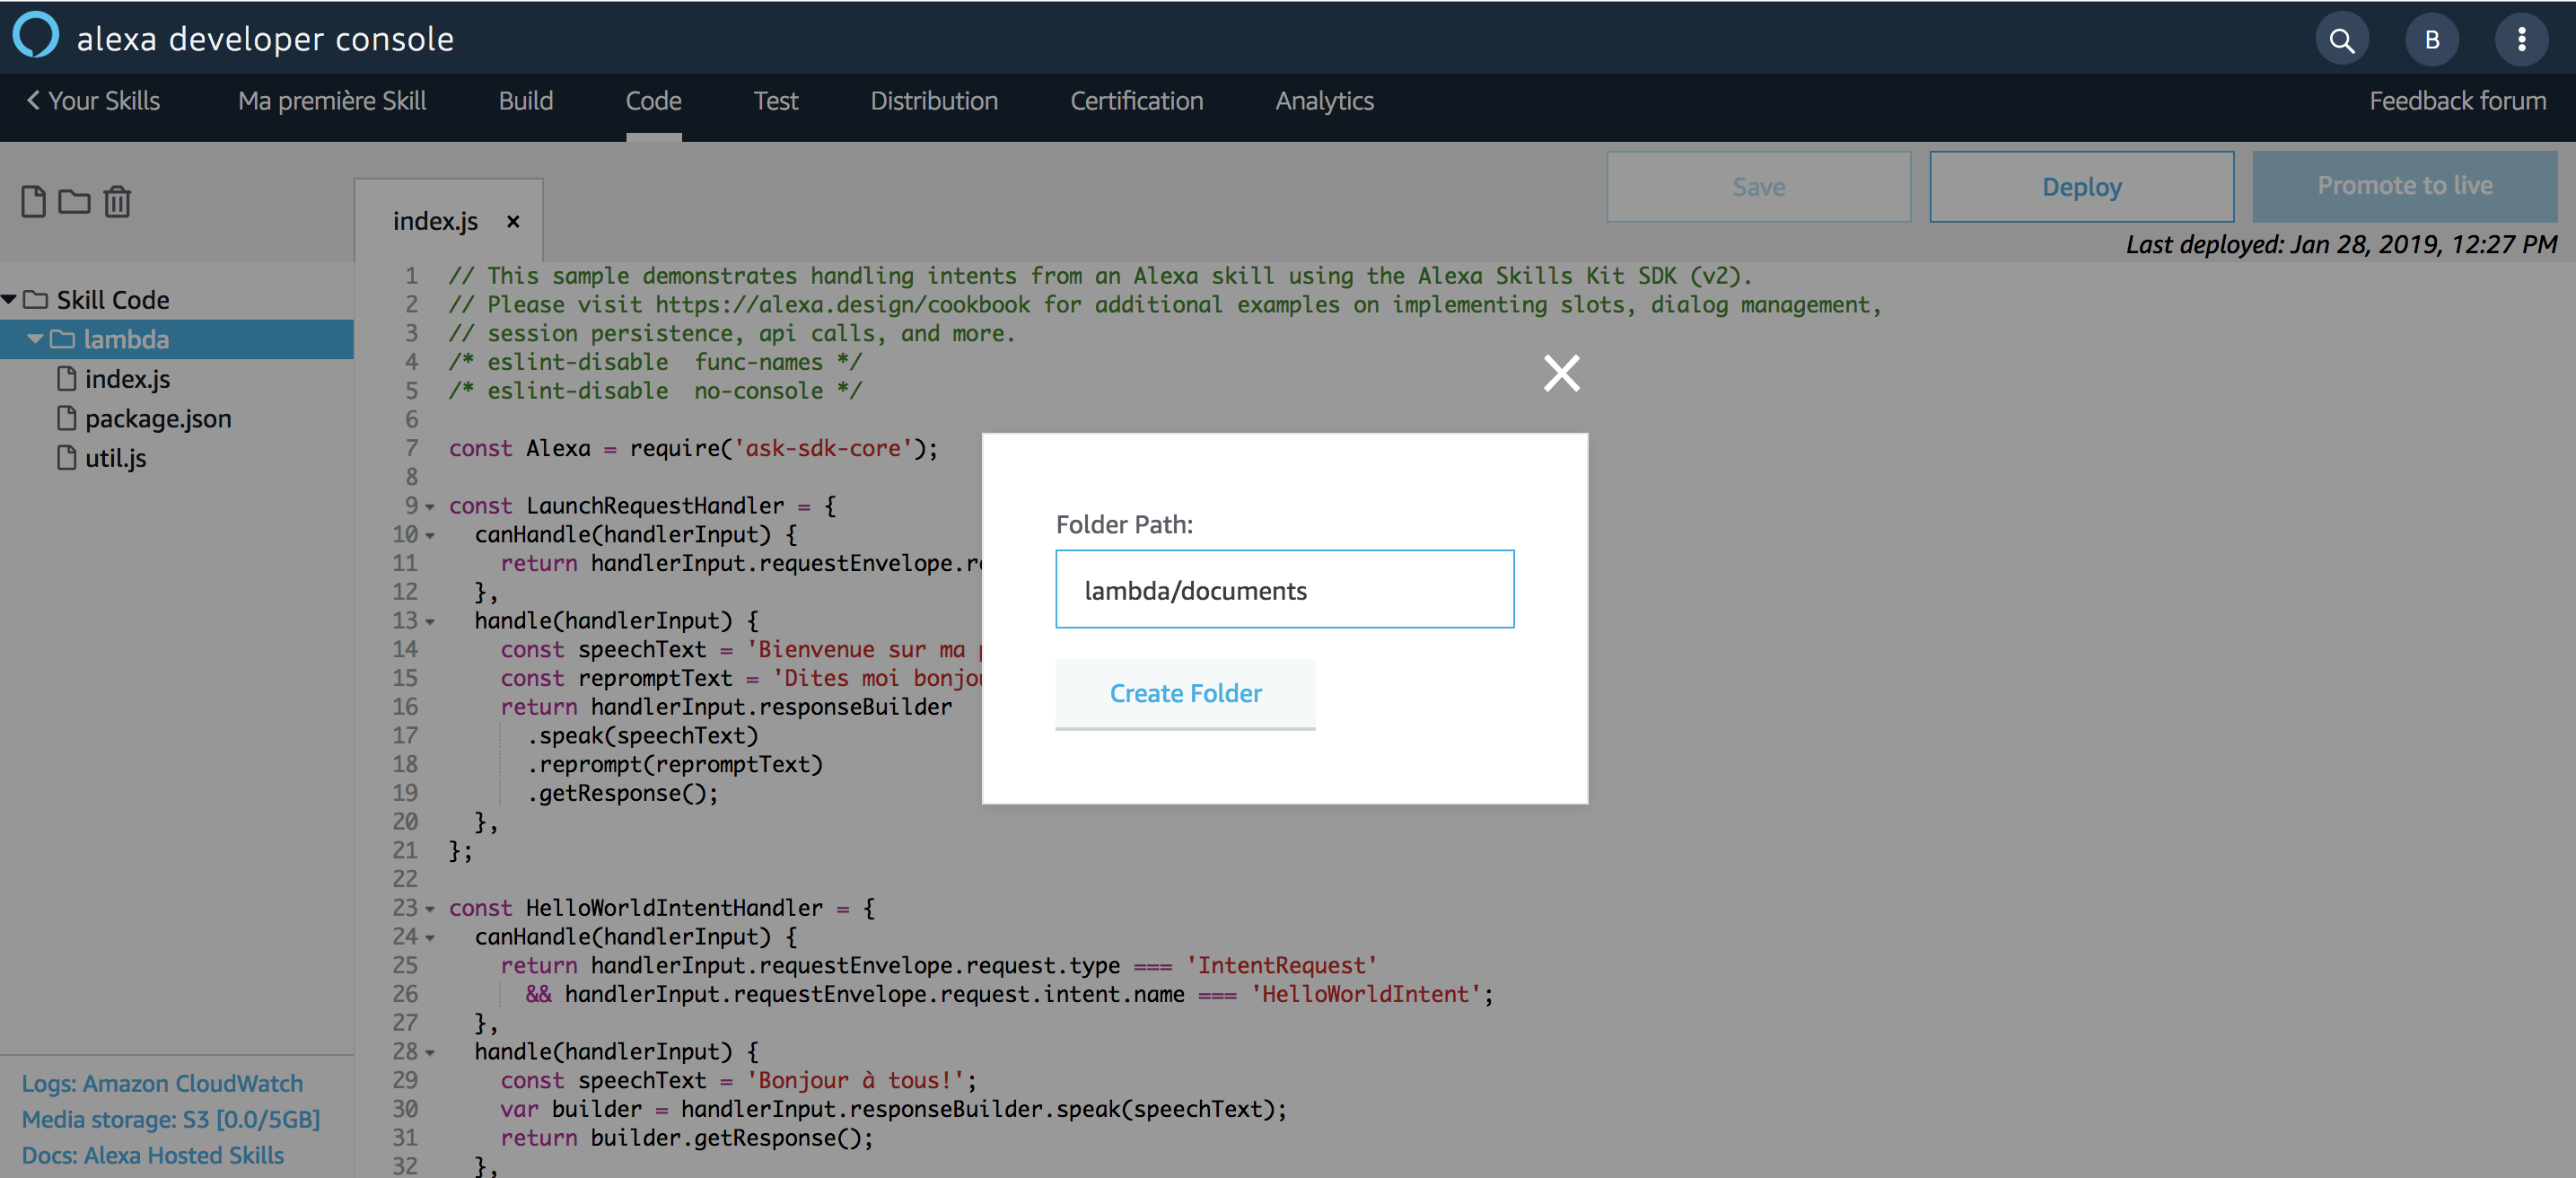 alexa developer console
B
Your Skills
Ma première Skill
Build
Code
Test
Distribution
Certification
Analytics
Feedback forum
Save
Deploy
Promote to live
Last deployed: Jan 28, 2019, 12:27 PM
index.js ×
Skill Code
lambda
index.js
package.json
util.js
1 // This sample demonstrates handling intents from an Alexa skill using the Alexa Skills Kit SDK (v2).
2 // Please visit https://alexa.design/cookbook for additional examples on implementing slots, dialog management,
3 // session persistence, api calls, and more.
4 /* eslint-disable  func-names */
5 /* eslint-disable  no-console */
6
7 const Alexa = require('ask-sdk-core');
8
9 const LaunchRequestHandler = {
10   canHandle(handlerInput) {
11     return handlerInput.requestEnvelope.r
12   },
13   handle(handlerInput) {
14     const speechText = 'Bienvenue sur ma
15     const repromptText = 'Dites moi bonjou
16     return handlerInput.responseBuilder
17       .speak(speechText)
18       .reprompt(repromptText)
19       .getResponse();
20   },
21 };
22
23 const HelloWorldIntentHandler = {
24   canHandle(handlerInput) {
25     return handlerInput.requestEnvelope.request.type === 'IntentRequest'
26       && handlerInput.requestEnvelope.request.intent.name === 'HelloWorldIntent';
27   },
28   handle(handlerInput) {
29     const speechText = 'Bonjour à tous!';
30     var builder = handlerInput.responseBuilder.speak(speechText);
31     return builder.getResponse();
32   },
Folder Path:
lambda/documents
Create Folder
Logs: Amazon CloudWatch
Media storage: S3 [0.0/5GB]
Docs: Alexa Hosted Skills